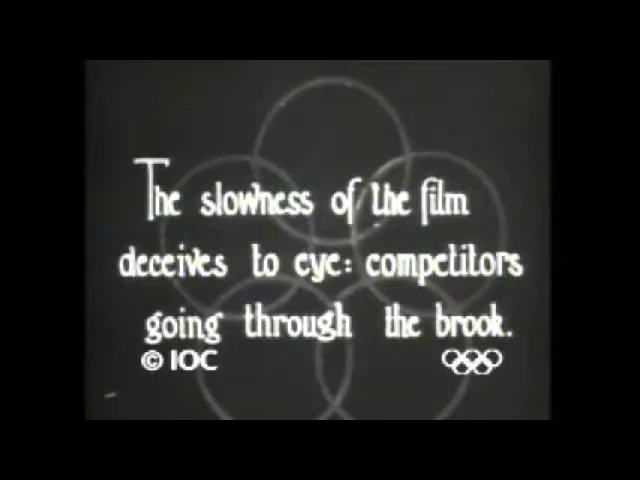 The slowness of the film
deceives to eye: competitors
going through the brook.
© IOC